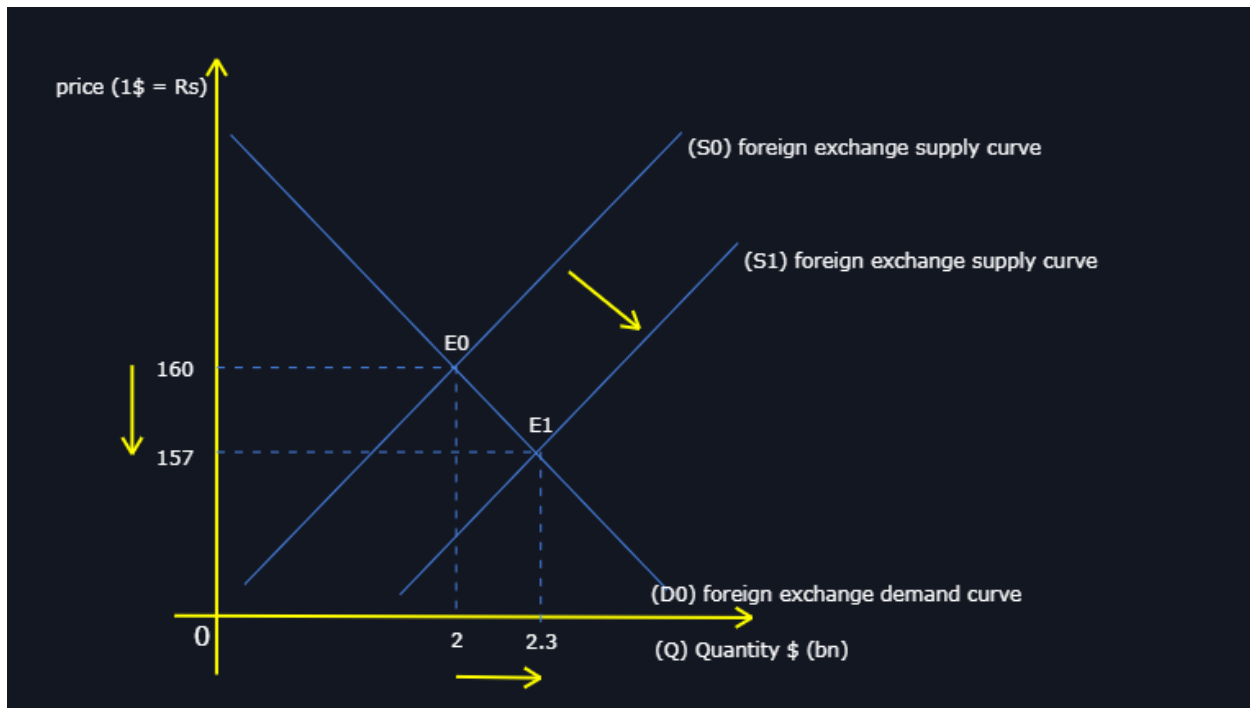 price (1$ = Rs)
(S0) foreign exchange supply curve
(S1) foreign exchange supply curve
E0
160
E1
157
(D0) foreign exchange demand curve
0
2
2.3
(Q) Quantity $ (bn)